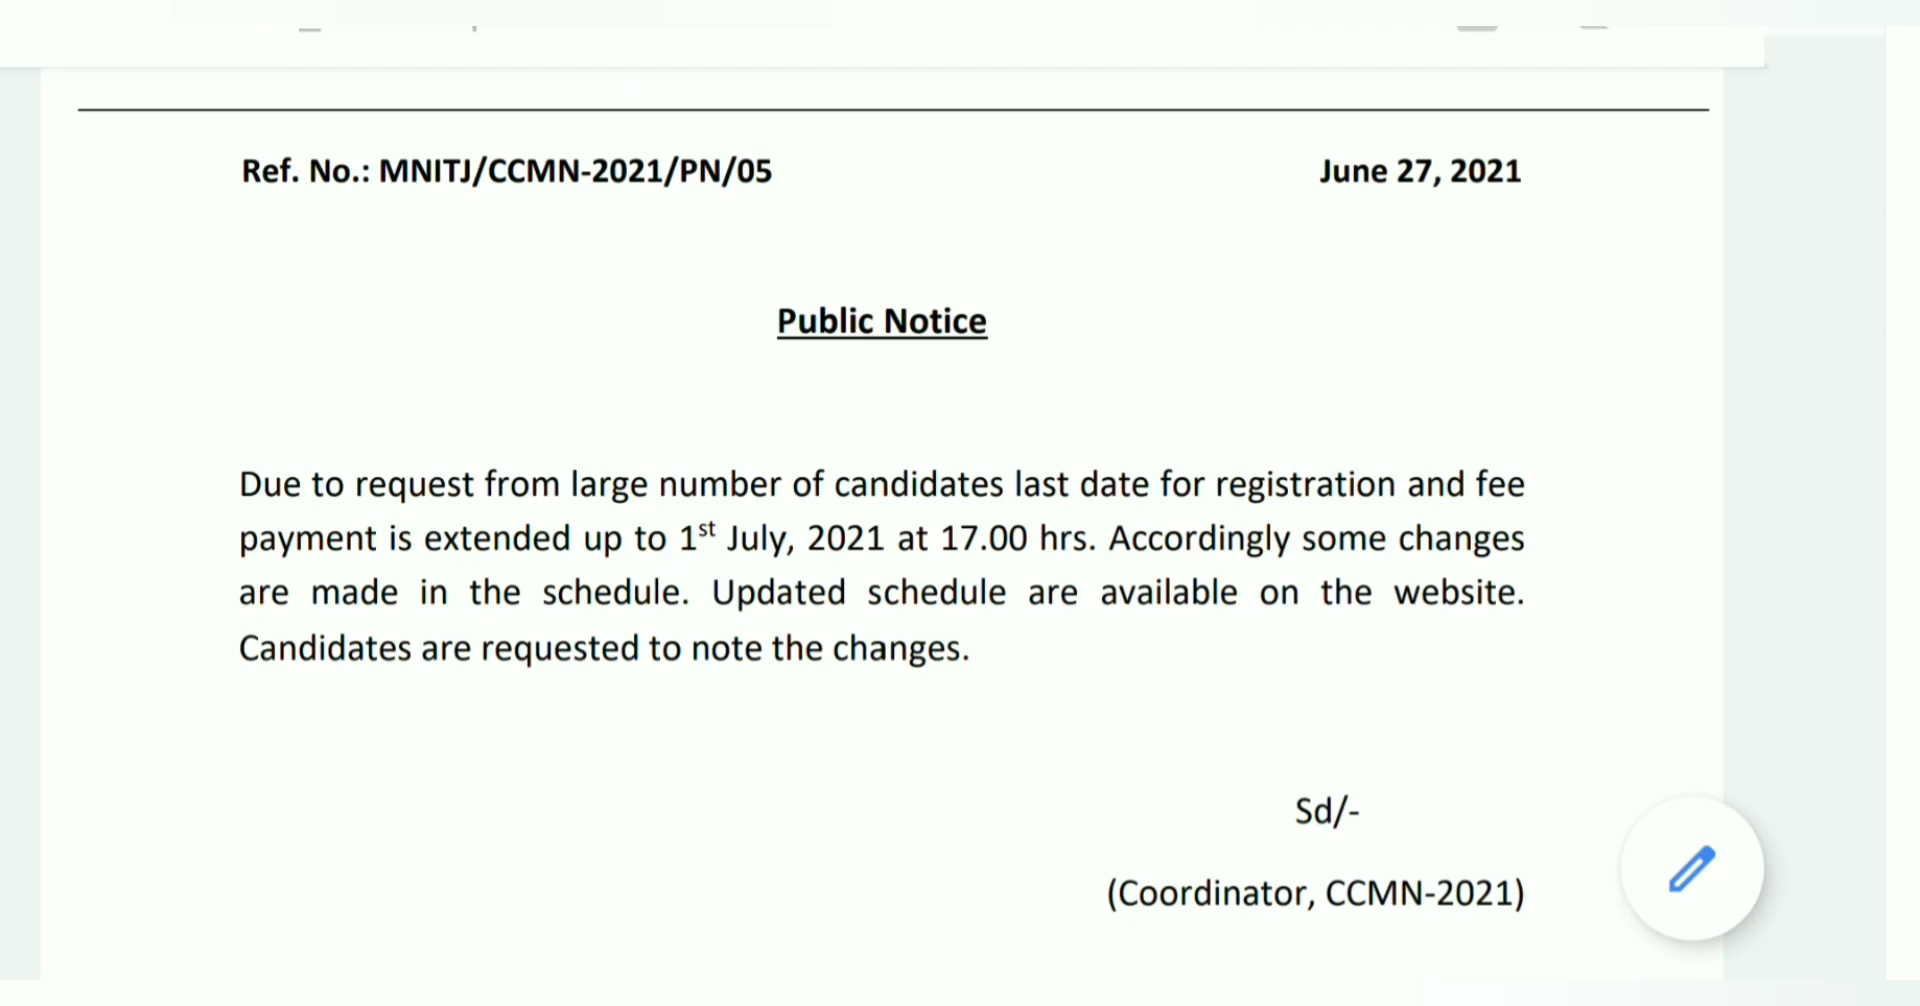 Ref. No.: MNITJ/CCMN-2021/PN/05 June 27, 2021
Public Notice
Due to request from large number of candidates last date for registration and fee
payment is extended up to 1st July, 2021 at 17.00 hrs. Accordingly some changes
are made in the schedule. Updated schedule are available on the website.
Candidates are requested to note the changes.
Sd/-
(Coordinator, CCMN-2021)